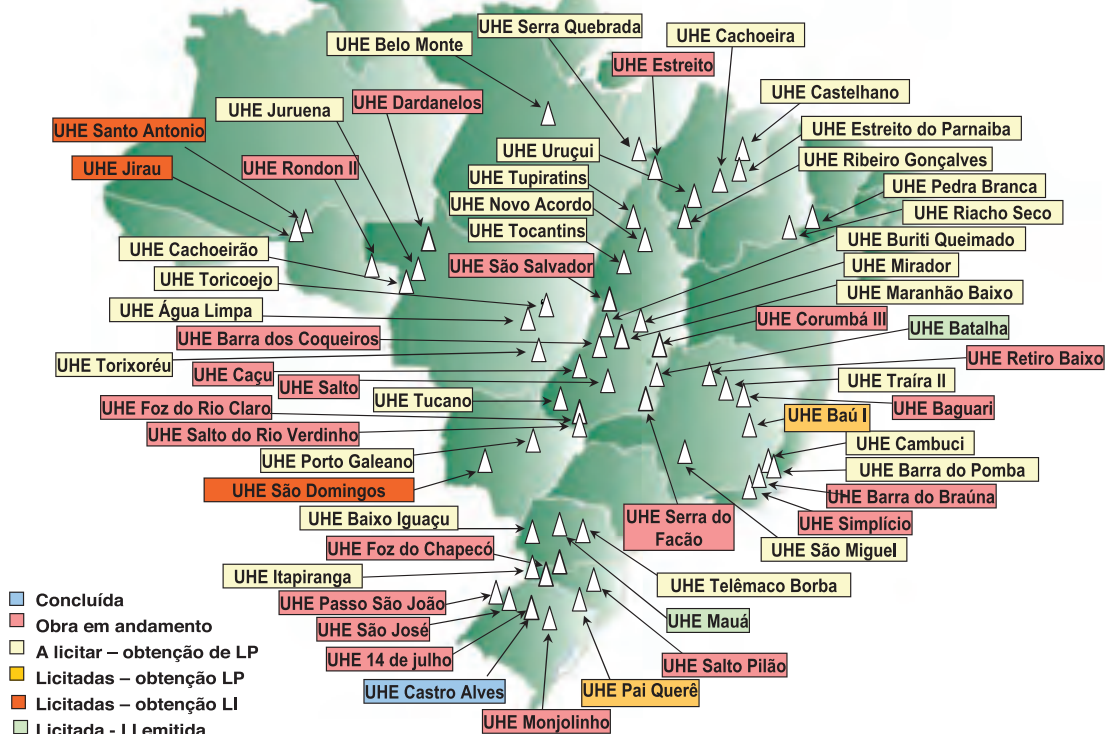 UHE Serra Quebrada
UHE Cachoeira
UHE Belo Monte
UHE Estreito
UHE Castelhano
UHE Dardanelos
UHE Juruena
UHE Santo Antonio
UHE Estreito do Parnaiba
UHE Uruçui
UHE Ribeiro Gonçalves
UHE Jirau
UHE Rondon II
UHE Tupiratins
UHE Pedra Branca
UHE Novo Acordo
UHE Riacho Seco
UHE Tocantins
UHE Buriti Queimado
UHE Cachoeirão
UHE São Salvador
UHE Mirador
UHE Toricoejo
UHE Maranhão Baixo
UHE Água Limpa
UHE Corumbá III
UHE Batalha
UHE Barra dos Coqueiros
UHE Retiro Baixo
UHE Torixoréu
UHE Caçu
UHE Salto
UHE Traíra II
UHE Tucano
UHE Foz do Rio Claro
UHE Baguari
UHE Baú I
UHE Salto do Rio Verdinho
UHE Cambuci
UHE Porto Galeano
UHE Barra do Pomba
UHE São Domingos
UHE Barra do Braúna
UHE Baixo Iguaçu
UHE Serra do
Facão
UHE Simplício
UHE São Miguel
UHE Foz do Chapecó
UHE Itapiranga
UHE Telêmaco Borba
UHE Passo São João
UHE Mauá
UHE São José
UHE 14 de julho
UHE Salto Pilão
UHE Castro Alves
UHE Pai Querê
UHE Monjolinho
Concluída
Obra em andamento
A licitar – obtenção de LP
Licitadas – obtenção LP
Licitadas – obtenção LI
Licitada - LI emitida